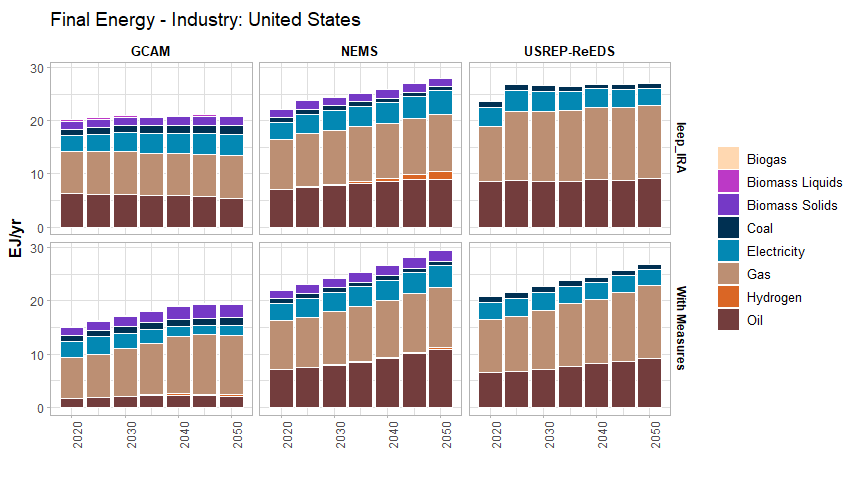 Final Energy - Industry: United States
GCAM
NEMS
USREP-ReEDS
EJ/yr
30
20
10
0
leep_IRA
30
20
10
0
With Measures
2020
2030
2040
2050
2020
2030
2040
2050
2020
2030
2040
2050
Biogas
Biomass Liquids
Biomass Solids
Coal
Electricity
Gas
Hydrogen
Oil